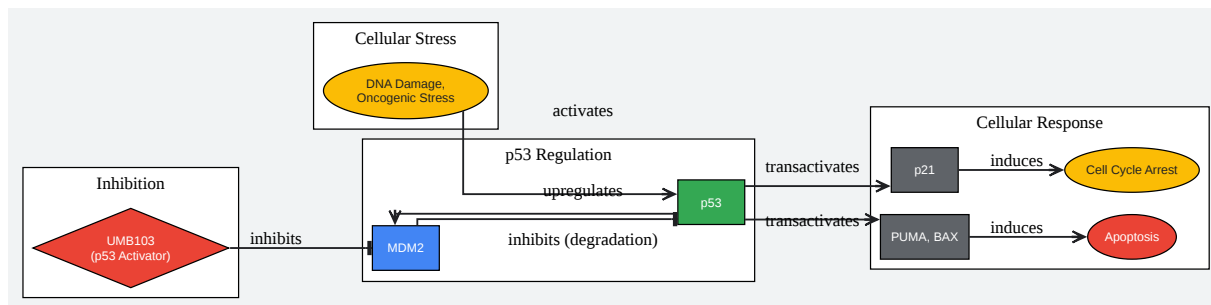 Cellular Stress
DNA Damage,
Oncogenic Stress
activates
p53 Regulation
upregulates
p53
MDM2
inhibits (degradation)
Inhibition
UMB103
(p53 Activator)
inhibits
Cellular Response
transactivates
p21
induces
Cell Cycle Arrest
transactivates
PUMA, BAX
induces
Apoptosis